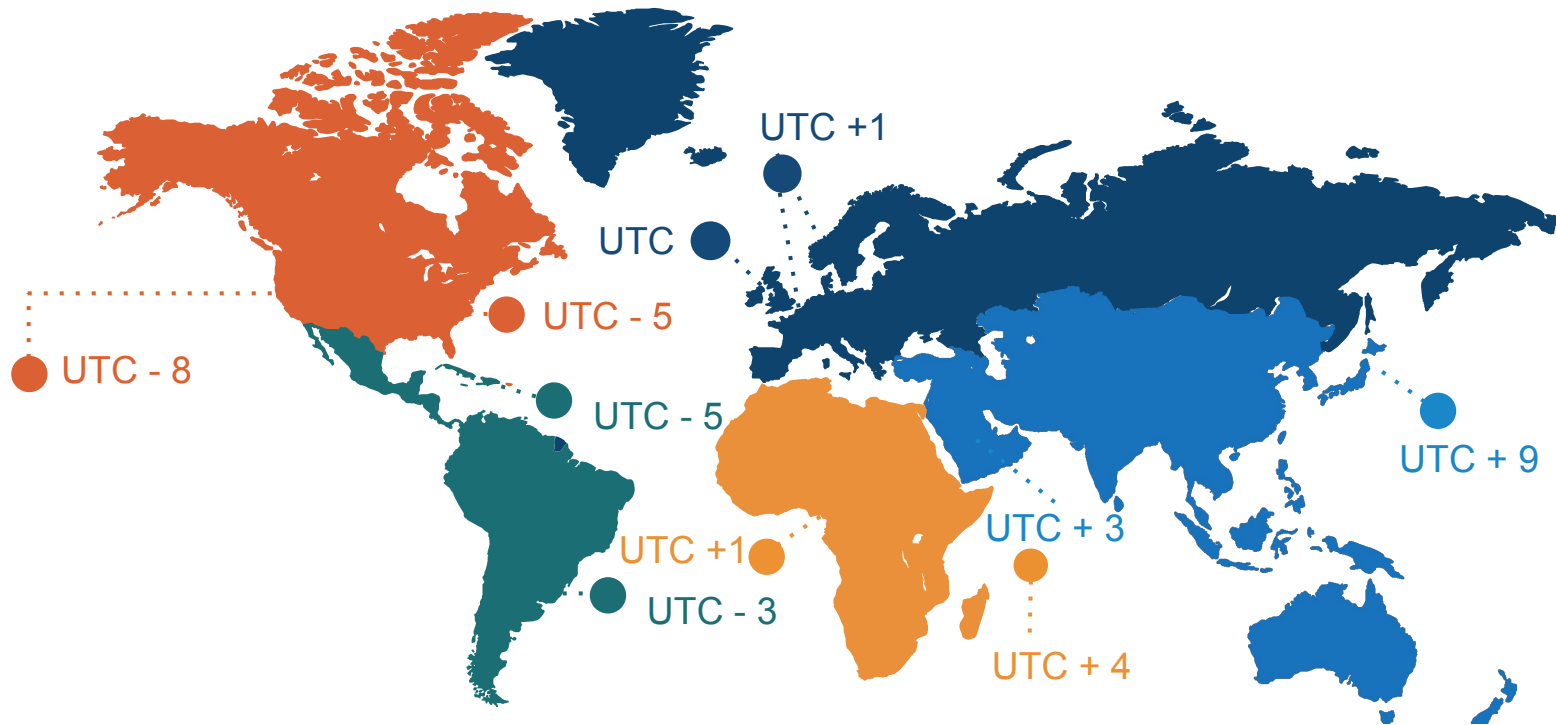 UTC +1
UTC
UTC - 5
UTC - 8
UTC - 5
UTC + 9
UTC + 3
UTC +1
UTC - 3
UTC + 4